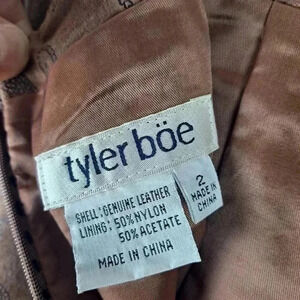 tyler böe
2
MADE IN
CHINA
SHELL:GENUINE LEATHER
LINING: 50%NYLON
50%ACETATE
MADE IN CHINA